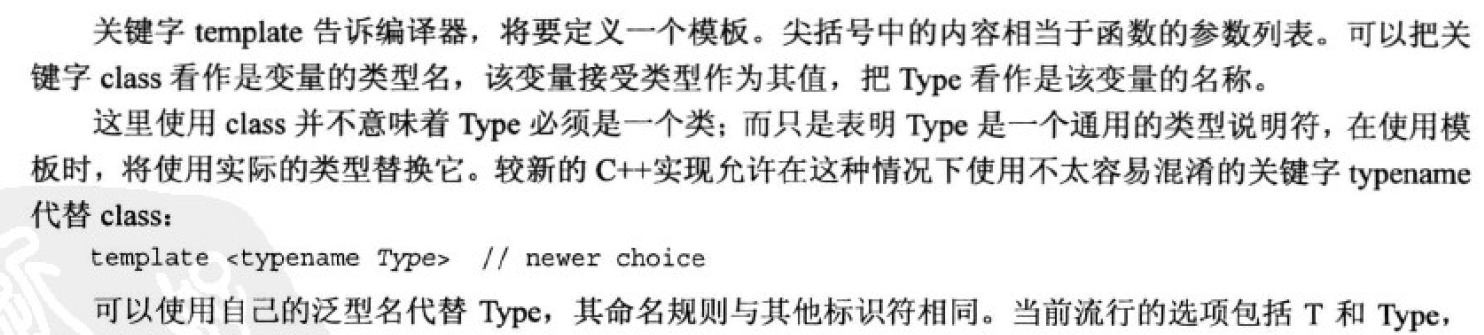 关键字 template 告诉编译器，将要定义一个模板。尖括号中的内容相当于函数的参数列表。可以把关
键字 class 看作是变量的类型名，该变量接受类型作为其值，把 Type 看作是该变量的名称。
这里使用 class 并不意味着 Type 必须是一个类；而只是表明 Type 是一个通用的类型说明符，在使用模
板时，将使用实际的类型替换它。较新的 C++实现允许在这种情况下使用不太容易混淆的关键字 typename
代替 class：
template <typename Type>  // newer choice
可以使用自己的泛型名代替 Type，其命名规则与其他标识符相同。当前流行的选项包括 T 和 Type，